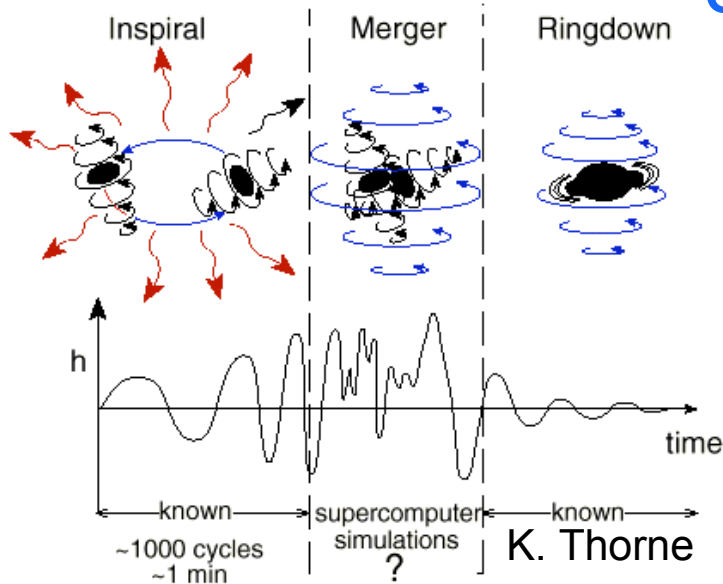 Inspiral
Merger
Ringdown
h
time
known
~1000 cycles
~1 min
supercomputer
simulations
?
known
K. Thorne